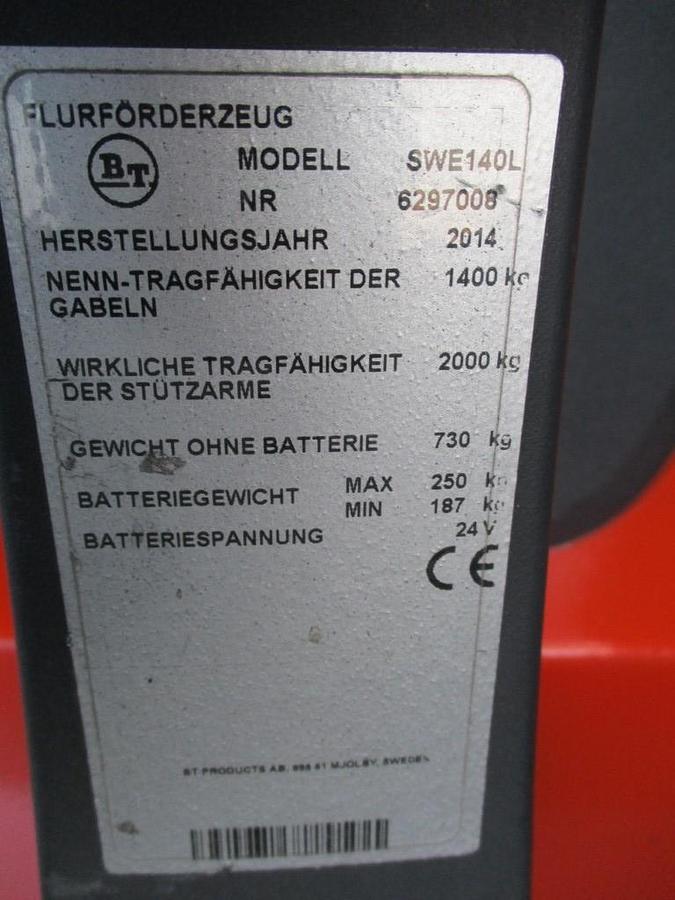 FLURFÖRDERZEUG
BT
MODELL SWE140L
NR 6297008
HERSTELLUNGSJAHR 2014
NENN-TRAGFÄHIGKEIT DER 1400 kg
GABELN
WIRKLICHE TRAGFÄHIGKEIT 2000 kg
DER STÜTZARME
GEWICHT OHNE BATTERIE 730 kg
BATTERIEGEWICHT MAX 250 kg
MIN 187 kg
BATTERIESPANNUNG 24 V
CE
BT PRODUCTS AB, 595 81 MJOLBY, SWEDEN